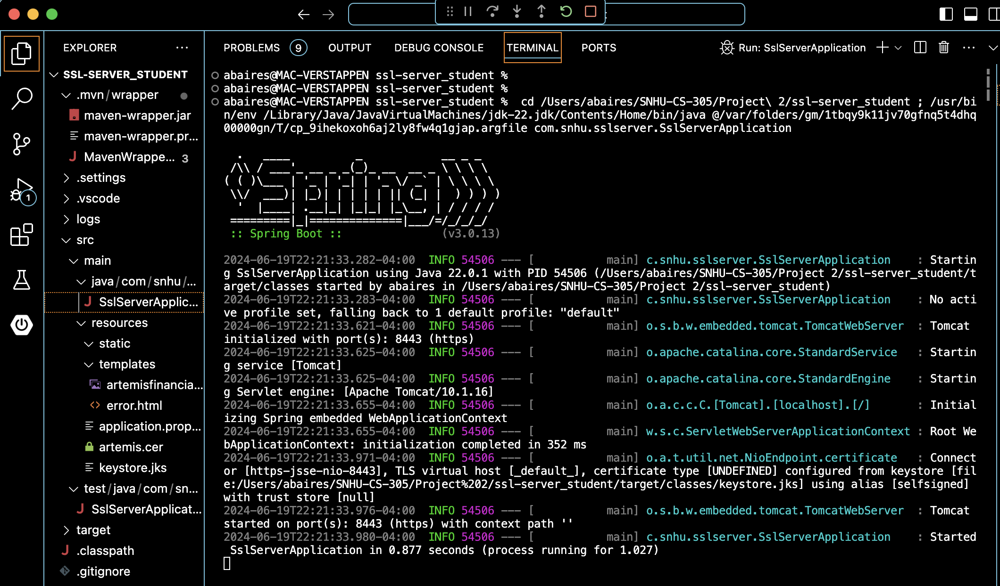 EXPLORER
SSL-SERVER_STUDENT
.mvn/wrapper
maven-wrapper.jar
maven-wrapper.pr...
MavenWrappe... 3
.settings
.vscode
1
logs
src
main
java/com/snhu/...
SslServerApplic...
resources
static
templates
artemisfinancia...
error.html
application.prop...
artemis.cer
keystore.jks
test/java/com/sn...
SslServerApplicat...
target
.classpath
.gitignore
PROBLEMS 9 OUTPUT DEBUG CONSOLE TERMINAL PORTS Run: SslServerApplication
abaires@MAC-VERSTAPPEN ssl-server_student %
abaires@MAC-VERSTAPPEN ssl-server_student %
abaires@MAC-VERSTAPPEN ssl-server_student %  cd /Users/abaires/SNHU-CS-305/Project\ 2/ssl-server_student ; /usr/bi
n/env /Library/Java/JavaVirtualMachines/jdk-22.jdk/Contents/Home/bin/java @/var/folders/gm/1tbqy9k11jv70gfnq5t4dhq
00000gn/T/cp_9ihekoxoh6aj2ly8fw4q1gjap.argfile com.snhu.sslserver.SslServerApplication
  .   ____          _            __ _ _
 /\\ / ___'_ __ _ _(_)_ __  __ _ \ \ \ \
( ( )\___ | '_ | '_| | '_ \/ _` | \ \ \ \
 \\/  ___)| |_)| | | | | || (_| |  ) ) ) )
  '  |____| .__|_| |_|_| |_\__, | / / / /
 =========|_|==============|___/=/_/_/_/
 :: Spring Boot ::                (v3.0.13)
2024-06-19T22:21:33.282-04:00  INFO 54506 --- [           main] c.snhu.sslserver.SslServerApplication    : Startin
g SslServerApplication using Java 22.0.1 with PID 54506 (/Users/abaires/SNHU-CS-305/Project 2/ssl-server_student/t
arget/classes started by abaires in /Users/abaires/SNHU-CS-305/Project 2/ssl-server_student)
2024-06-19T22:21:33.283-04:00  INFO 54506 --- [           main] c.snhu.sslserver.SslServerApplication    : No acti
ve profile set, falling back to 1 default profile: "default"
2024-06-19T22:21:33.621-04:00  INFO 54506 --- [           main] o.s.b.w.embedded.tomcat.TomcatWebServer  : Tomcat
initialized with port(s): 8443 (https)
2024-06-19T22:21:33.625-04:00  INFO 54506 --- [           main] o.apache.catalina.core.StandardService   : Startin
g service [Tomcat]
2024-06-19T22:21:33.625-04:00  INFO 54506 --- [           main] o.apache.catalina.core.StandardEngine    : Startin
g Servlet engine: [Apache Tomcat/10.1.16]
2024-06-19T22:21:33.655-04:00  INFO 54506 --- [           main] o.a.c.c.C.[Tomcat].[localhost].[/]       : Initial
izing Spring embedded WebApplicationContext
2024-06-19T22:21:33.655-04:00  INFO 54506 --- [           main] w.s.c.ServletWebServerApplicationContext : Root We
bApplicationContext: initialization completed in 352 ms
2024-06-19T22:21:33.971-04:00  INFO 54506 --- [           main] o.a.t.util.net.NioEndpoint.certificate   : Connect
or [https-jsse-nio-8443], TLS virtual host [_default_], certificate type [UNDEFINED] configured from keystore [fil
e:/Users/abaires/SNHU-CS-305/Project%202/ssl-server_student/target/classes/keystore.jks] using alias [selfsigned]
with trust store [null]
2024-06-19T22:21:33.976-04:00  INFO 54506 --- [           main] o.s.b.w.embedded.tomcat.TomcatWebServer  : Tomcat
started on port(s): 8443 (https) with context path ''
2024-06-19T22:21:33.980-04:00  INFO 54506 --- [           main] c.snhu.sslserver.SslServerApplication    : Started
 SslServerApplication in 0.877 seconds (process running for 1.027)